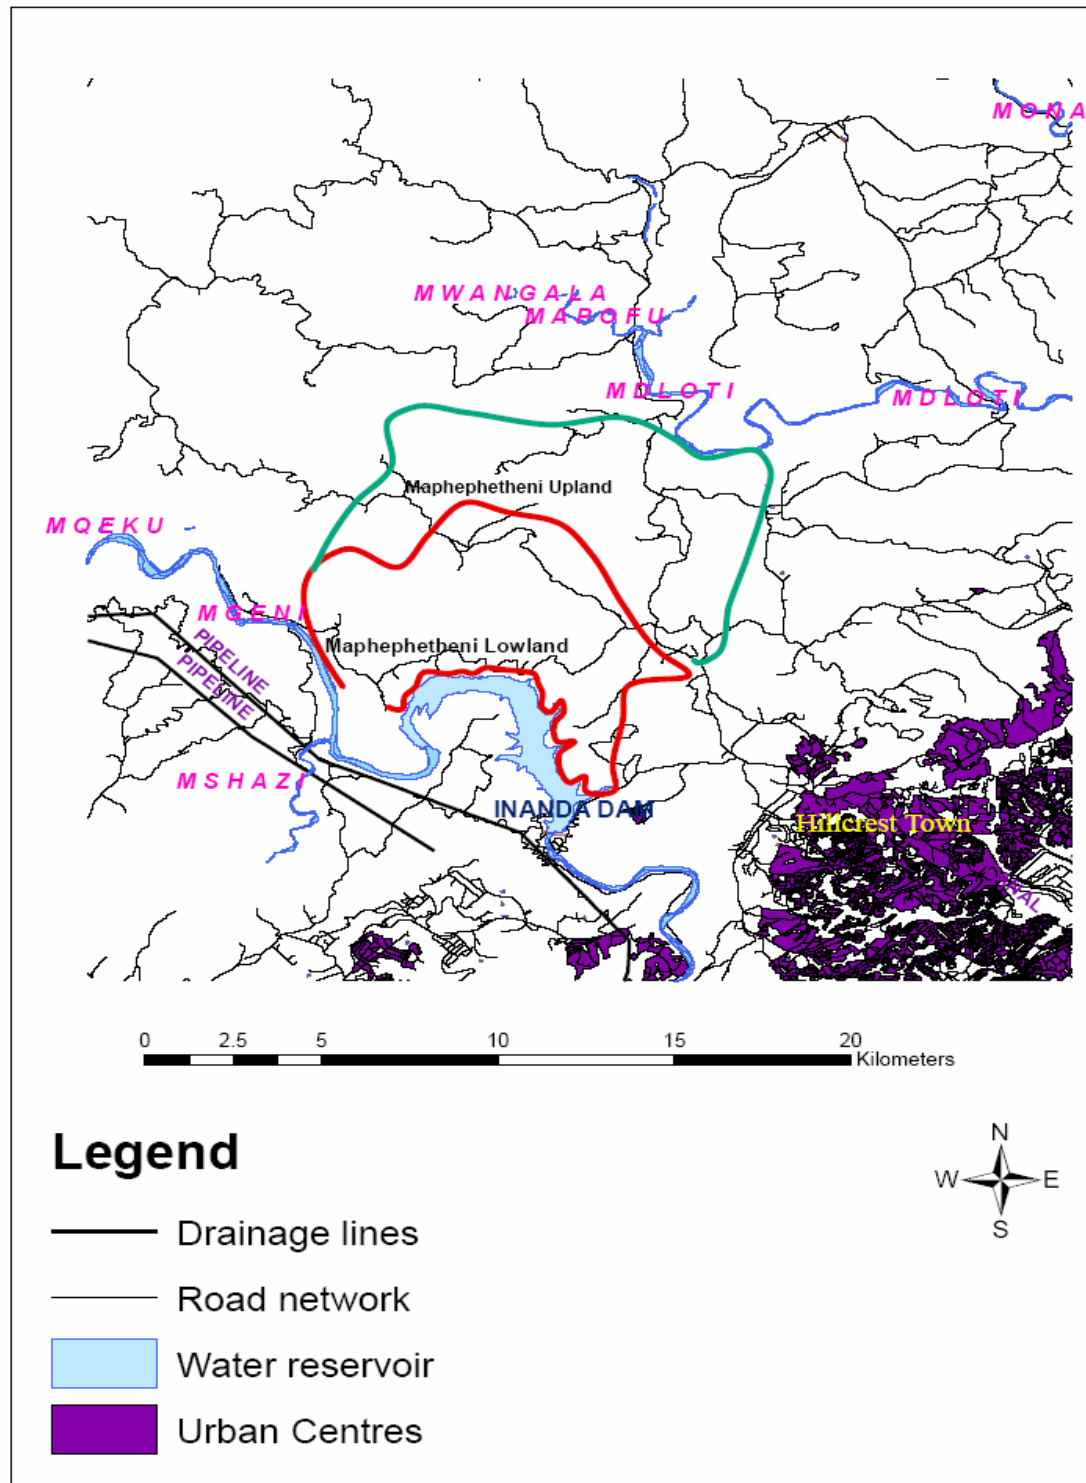 MONA
MWANGALA
MABOFU
MDLOTI
MDLOTI
Maphephetheni Upland
MQEKU
MGENI
Maphephetheni Lowland
PIPELINE
PIPELINE
MSHAZI
INANDA DAM
Hillcrest Town
0 2.5 5 10 15 20
Kilometers
Legend
N
W E
S
Drainage lines
Road network
Water reservoir
Urban Centres